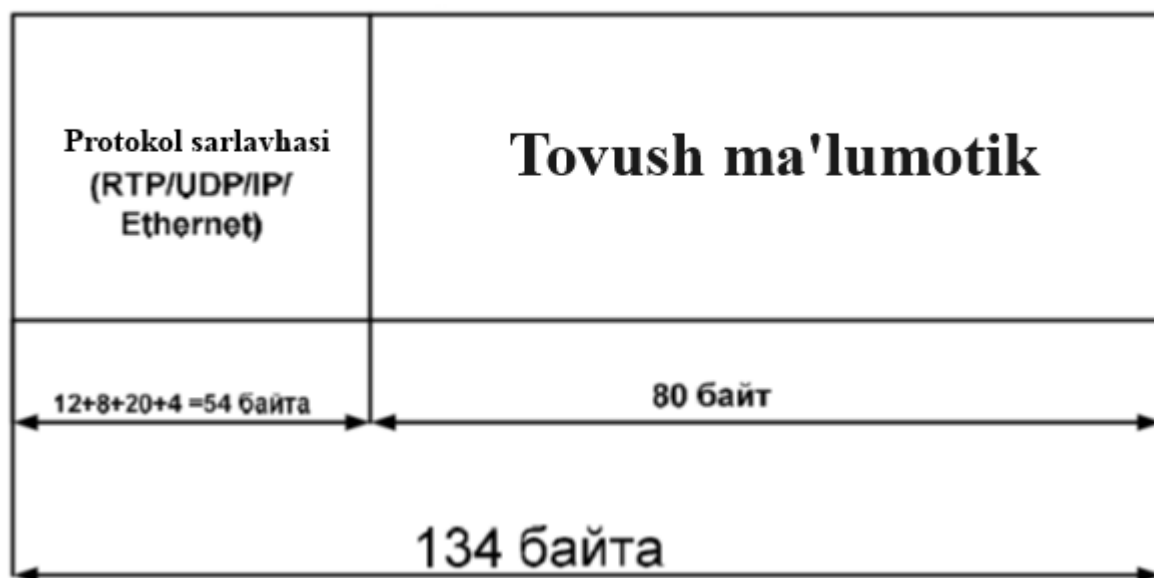 Protokol sarlavhasi
(RTP/UDP/IP/
Ethernet)
Tovush ma'lumotik
12+8+20+4 =54 байта
80 байт
134 байта